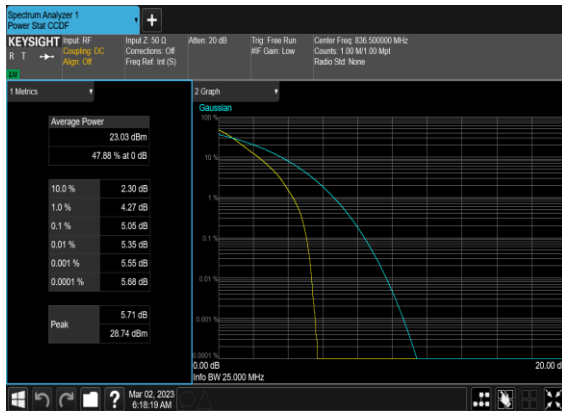 Spectrum Analyzer 1
Power Stat CCDF
KEYSIGHT
R T
LXI
Input: RF
Coupling: DC
Align: Off
Input Z: 50 Ω
Corrections: Off
Freq Ref: Int (S)
Atten: 20 dB
Trig: Free Run
#IF Gain: Low
Center Freq: 836.500000 MHz
Counts: 1.00 M/1.00 Mpt
Radio Std: None
1 Metrics
Average Power
23.03 dBm
47.88 % at 0 dB
10.0 % 2.30 dB
1.0 % 4.27 dB
0.1 % 5.05 dB
0.01 % 5.35 dB
0.001 % 5.55 dB
0.0001 % 5.68 dB
Peak
5.71 dB
28.74 dBm
2 Graph
Gaussian
100 %
10 %
1 %
0.1 %
0.01 %
0.001 %
0.0001 %
0.00 dB
20.00 d
Info BW 25.000 MHz
?
Mar 02, 2023
6:18:19 AM